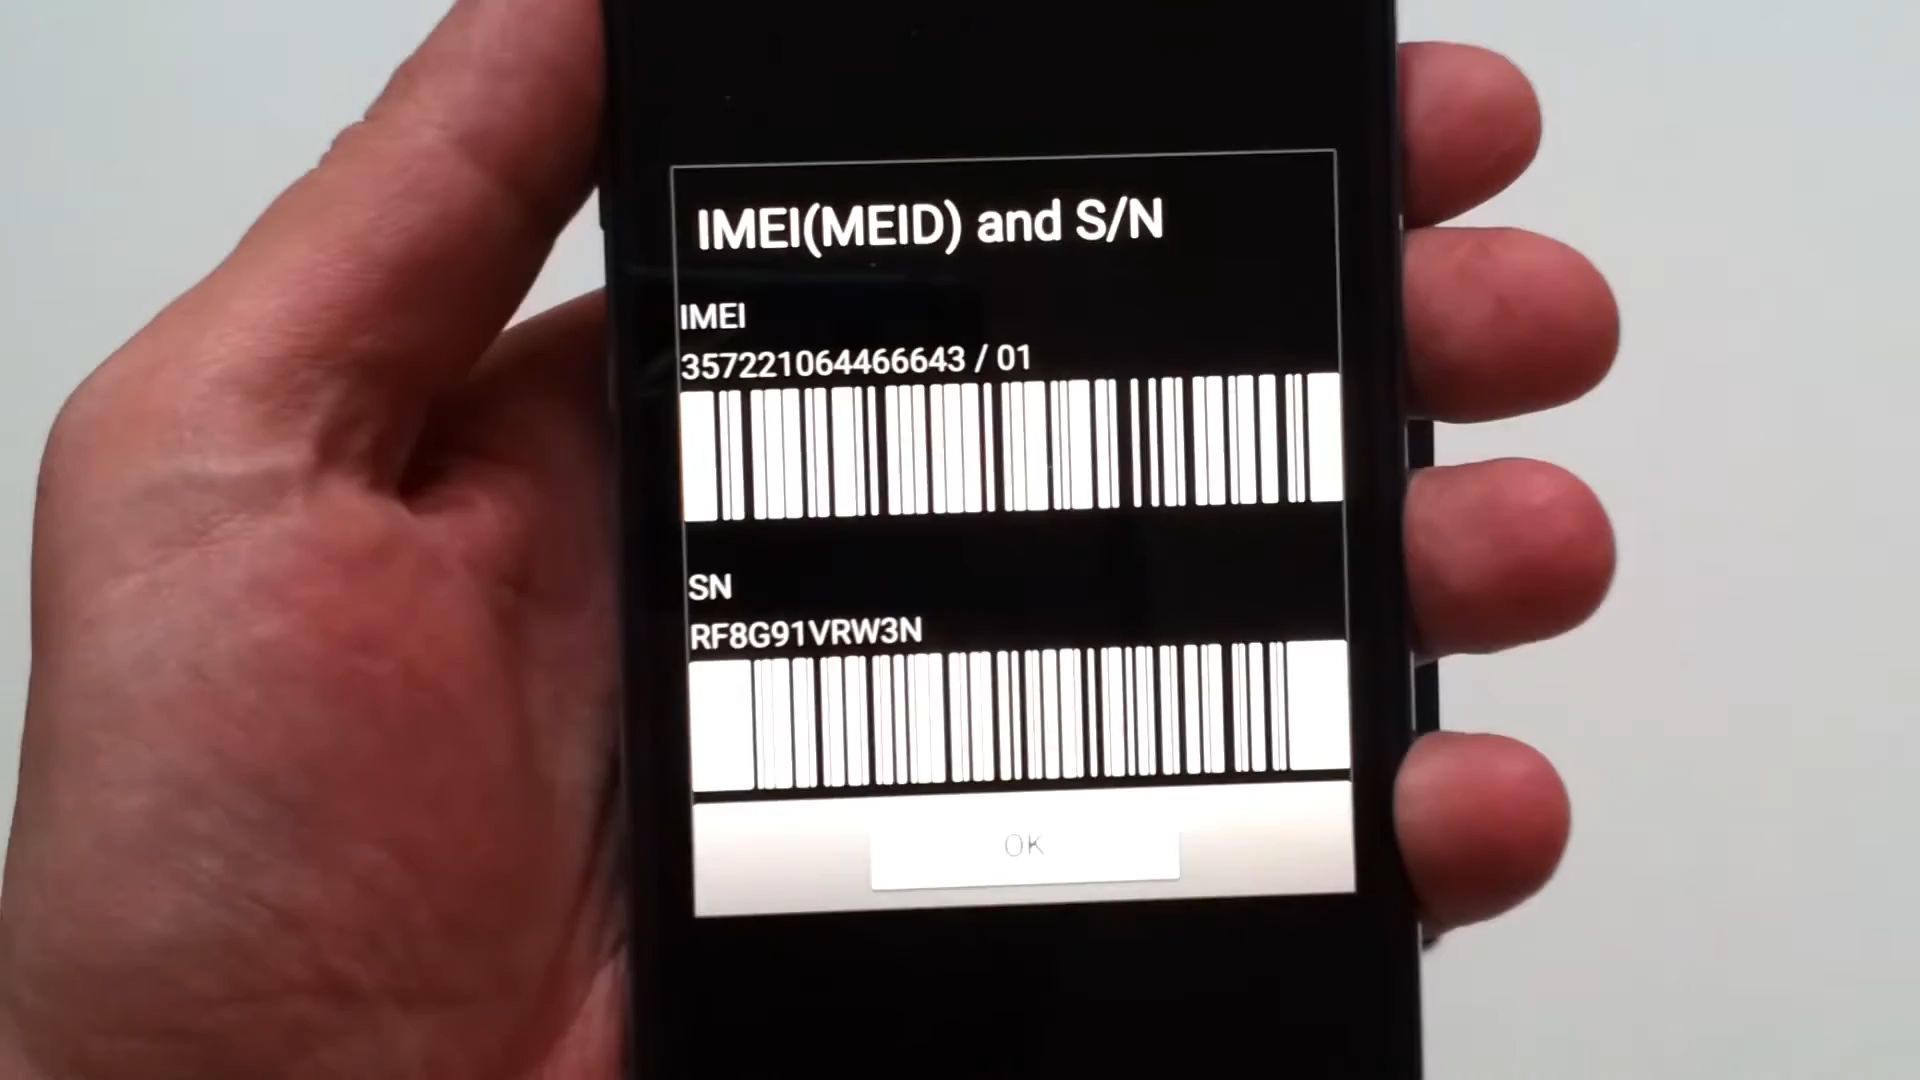 IMEI(MEID) and S/N
IMEI
357221064466643 / 01
SN
RF8G91VRW3N
OK